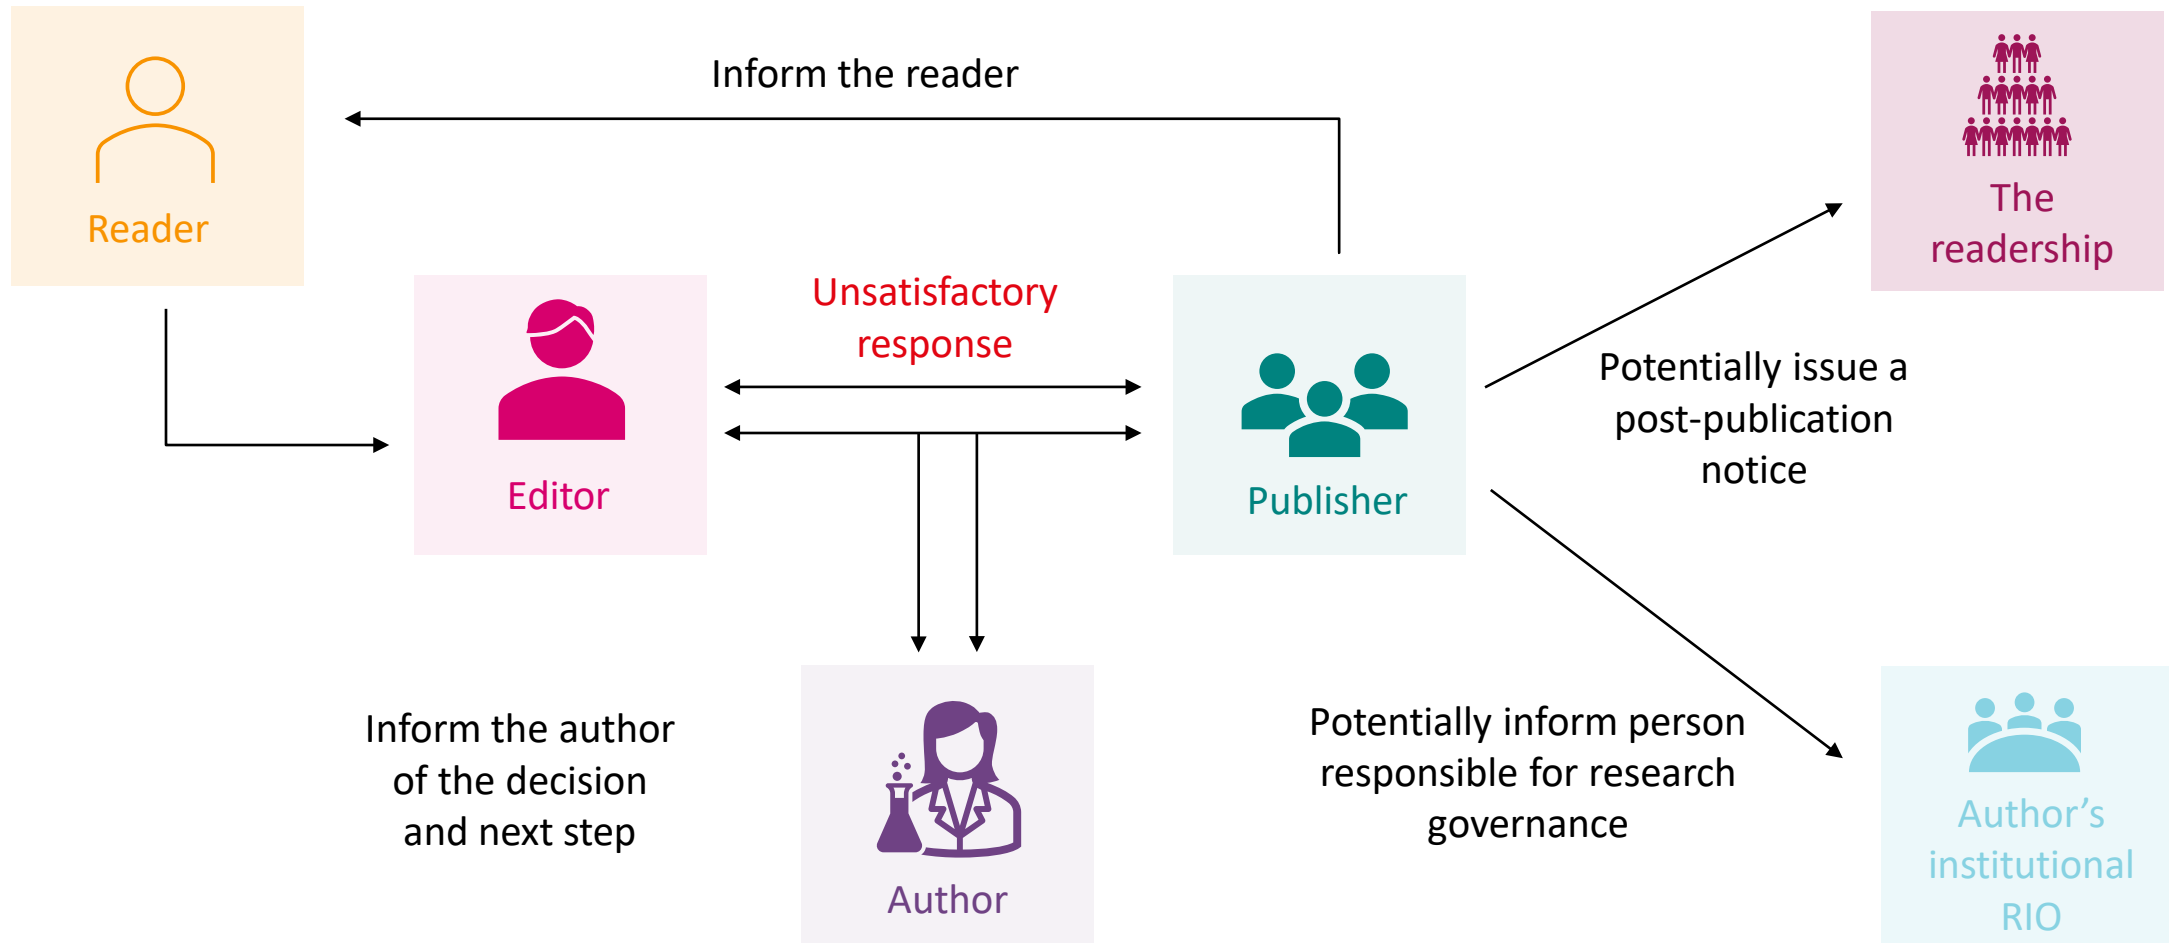 Inform the reader
Reader
The
readership
Unsatisfactory
response
Editor
Publisher
Potentially issue a
post-publication
notice
Inform the author
of the decision
and next step
Author
Potentially inform person
responsible for research
governance
Author’s
institutional
RIO